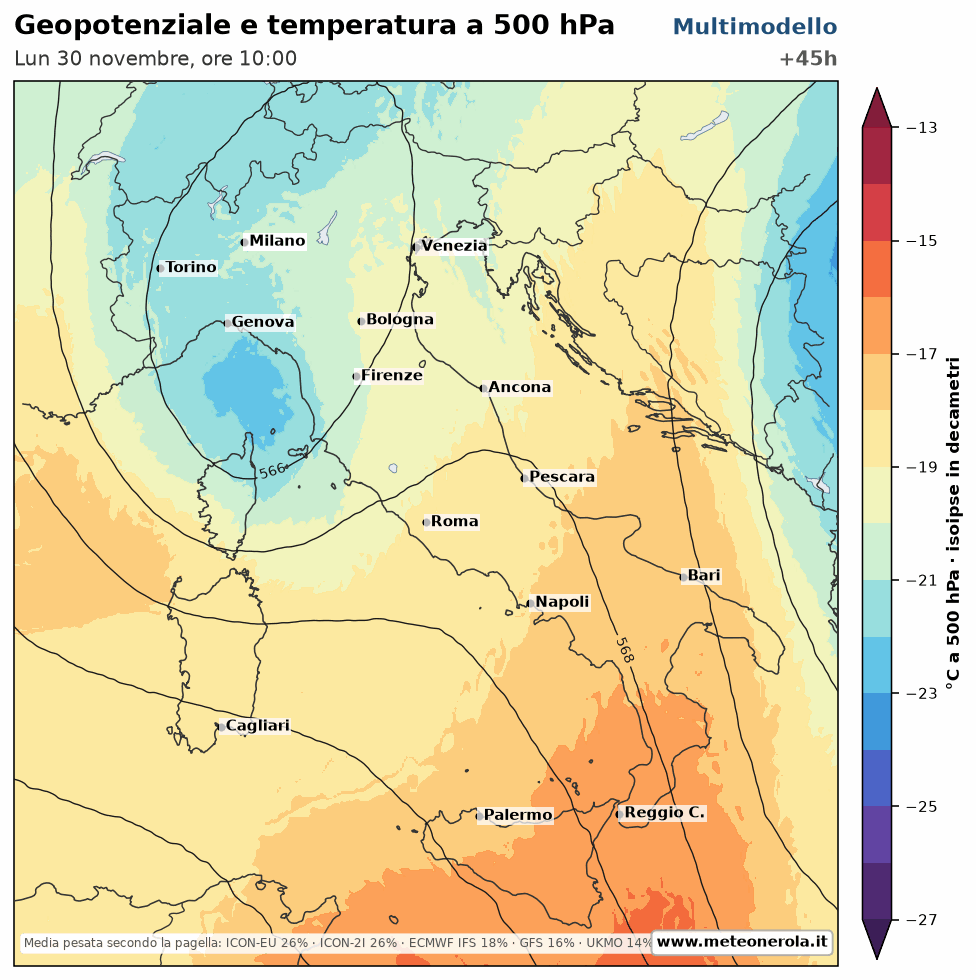 Geopotenziale e temperatura a 500 hPa
Multimodello
Lun 30 novembre, ore 10:00
+45h
Milano
Venezia
Torino
Genova
Bologna
Firenze
Ancona
566
Pescara
Roma
Bari
Napoli
568
Cagliari
Palermo
Reggio C.
−13
−15
−17
−19
−21
−23
−25
−27
°C a 500 hPa · isoipse in decametri
Media pesata secondo la pagella: ICON-EU 26% · ICON-2I 26% · ECMWF IFS 18% · GFS 16% · UKMO 14%
www.meteonerola.it